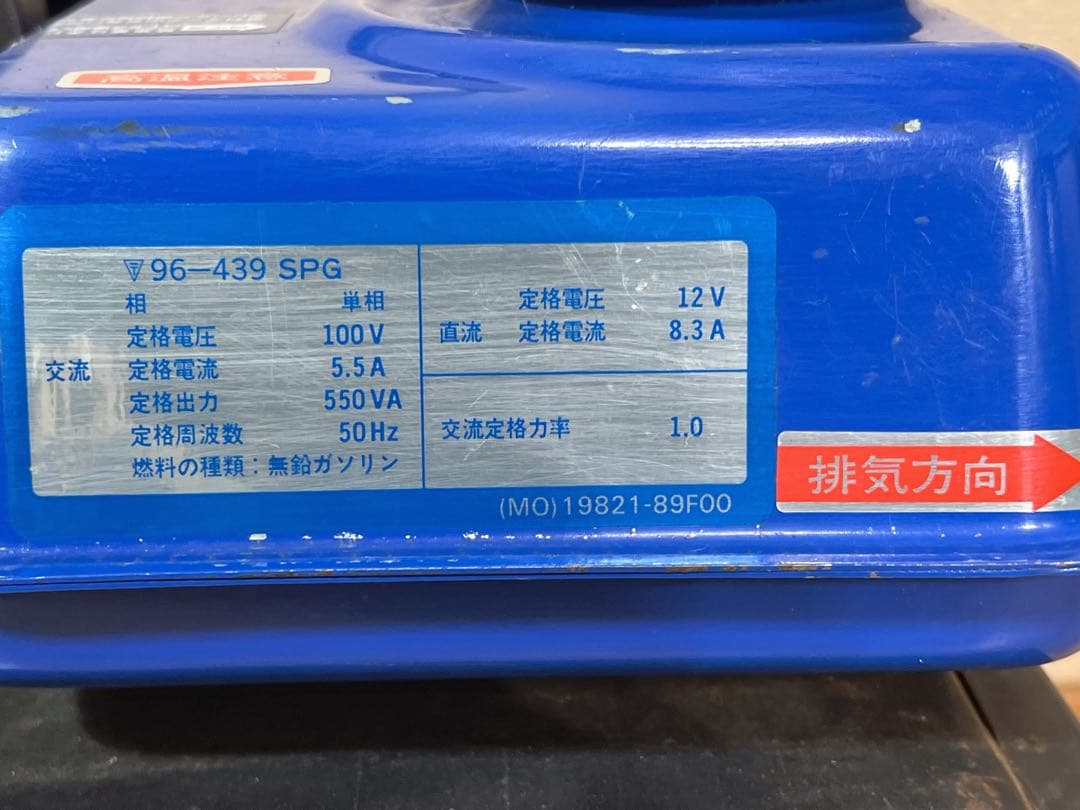 高温注意
96-439 SPG
相 単相
定格電圧 100V
交流 定格電流 5.5A
定格出力 550VA
定格周波数 50Hz
燃料の種類：無鉛ガソリン
定格電圧 12V
直流 定格電流 8.3A
交流定格力率 1.0
(MO)19821-89F00
排気方向